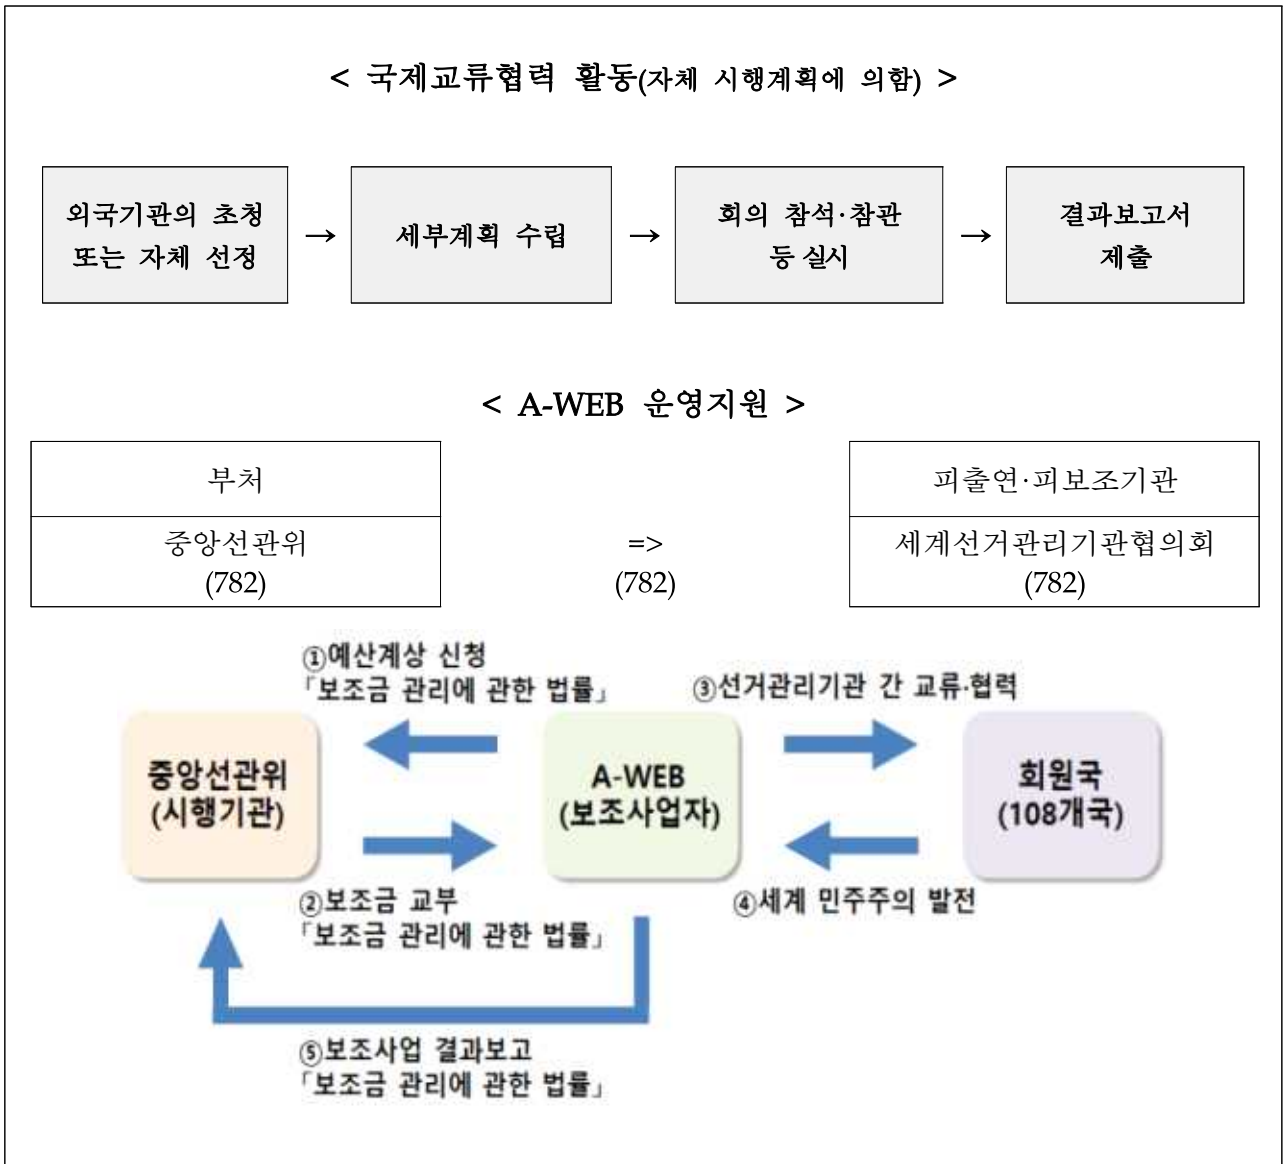 < 국제교류협력 활동(자체 시행계획에 의함) >
외국기관의 초청
또는 자체 선정
→
세부계획 수립
→
회의 참석·참관
등 실시
→
결과보고서
제출
< A-WEB 운영지원 >
부처
피출연·피보조기관
중앙선관위
(782)
=>
(782)
세계선거관리기관협의회
(782)
①예산계상 신청
「보조금 관리에 관한 법률」
③선거관리기관 간 교류·협력
중앙선관위
(시행기관)
A-WEB
(보조사업자)
회원국
(108개국)
②보조금 교부
「보조금 관리에 관한 법률」
④세계 민주주의 발전
⑤보조사업 결과보고
「보조금 관리에 관한 법률」